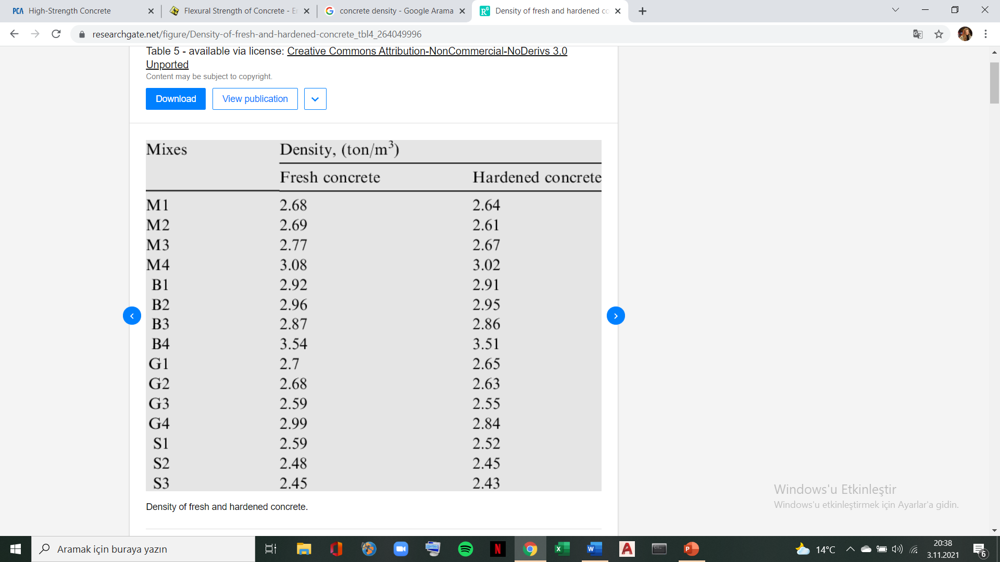 PCA High-Strength Concrete
Flexural Strength of Concrete - E
concrete density - Google Arama
Density of fresh and hardened co
researchgate.net/figure/Density-of-fresh-and-hardened-concrete_tbl4_264049996
Table 5 - available via license: Creative Commons Attribution-NonCommercial-NoDerivs 3.0
Unported
Content may be subject to copyright.
Download View publication
Mixes Density, (ton/m³)
Fresh concrete Hardened concrete
M1 2.68 2.64
M2 2.69 2.61
M3 2.77 2.67
M4 3.08 3.02
B1 2.92 2.91
B2 2.96 2.95
B3 2.87 2.86
B4 3.54 3.51
G1 2.7 2.65
G2 2.68 2.63
G3 2.59 2.55
G4 2.99 2.84
S1 2.59 2.52
S2 2.48 2.45
S3 2.45 2.43
Density of fresh and hardened concrete.
Windows'u Etkinleştir
Windows'u etkinleştirmek için Ayarlar'a gidin.
Aramak için buraya yazın
14°C
20:38
3.11.2021
6